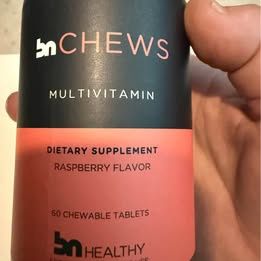 bn CHEWS
MULTIVITAMIN
DIETARY SUPPLEMENT
RASPBERRY FLAVOR
60 CHEWABLE TABLETS
bn HEALTHY